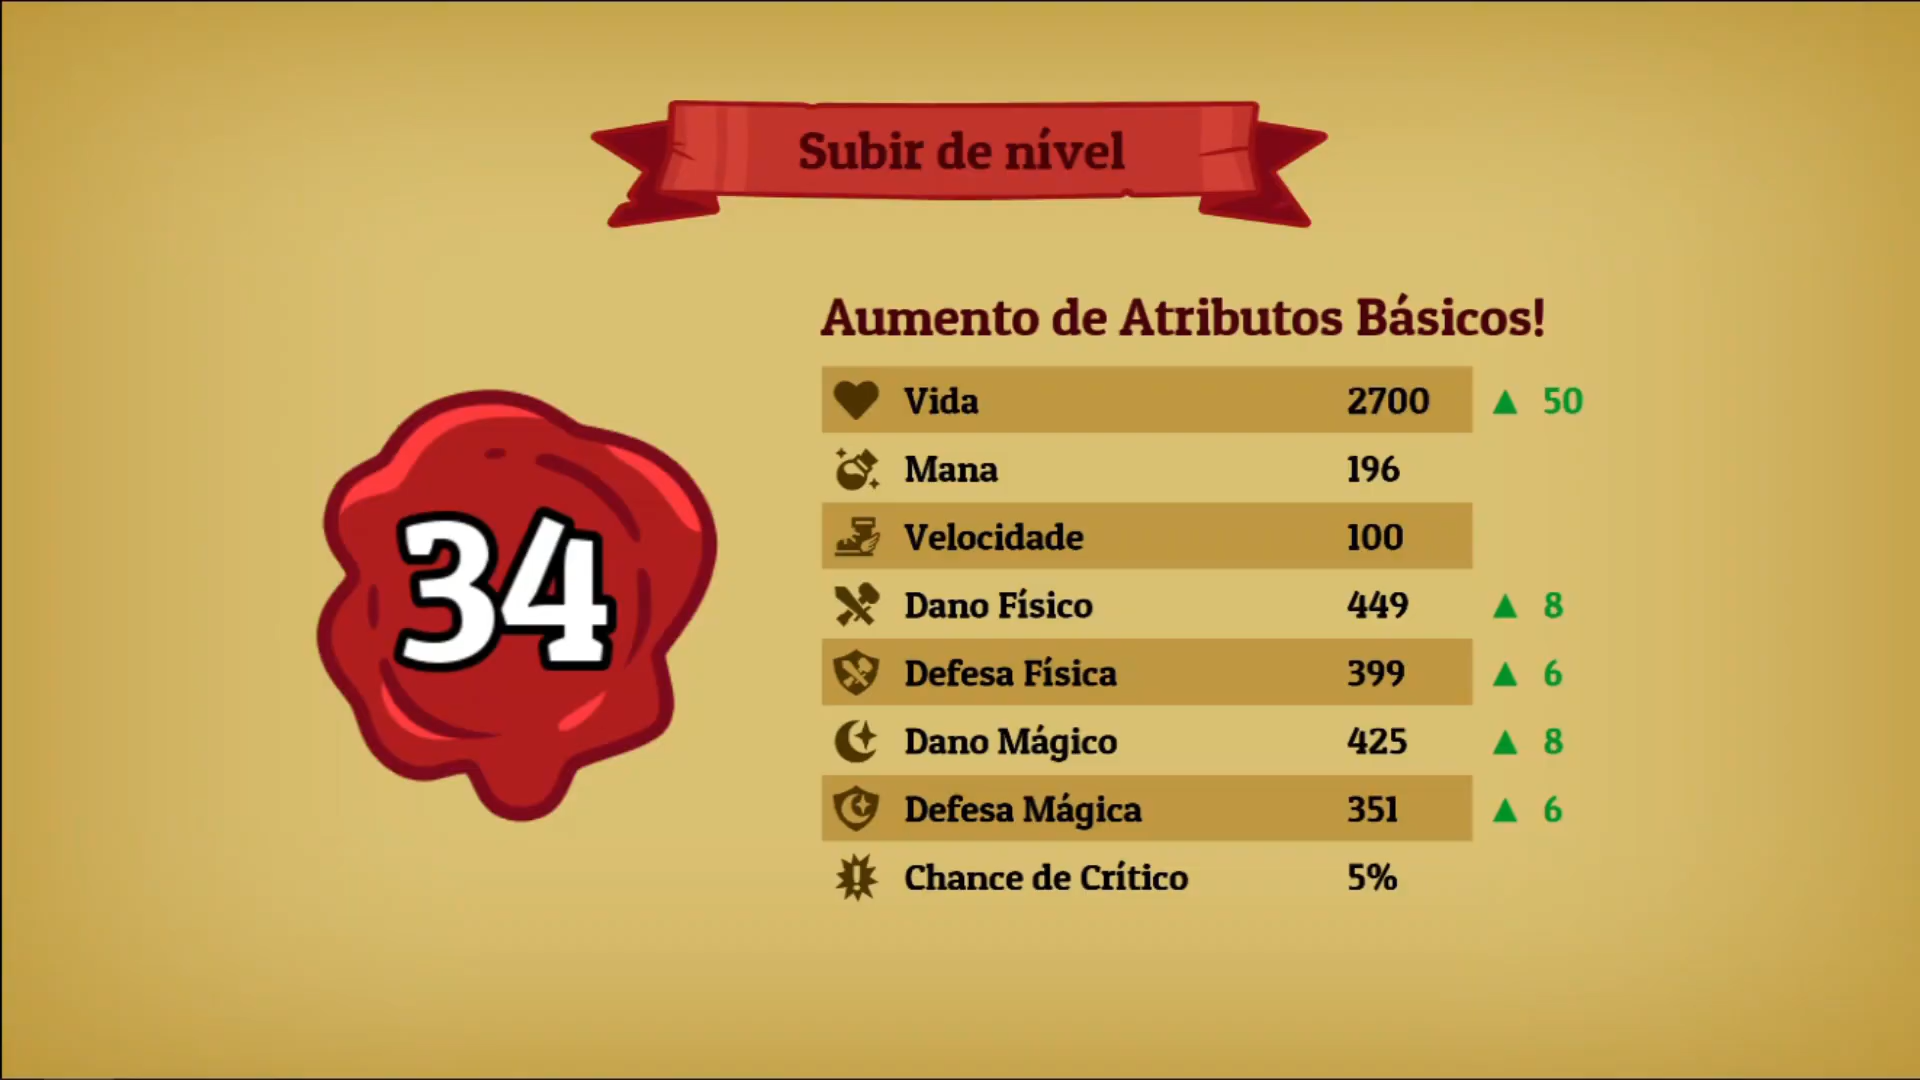 Subir de nível
34
Aumento de Atributos Básicos!
Vida 2700 ▲ 50
Mana 196
Velocidade 100
Dano Físico 449 ▲ 8
Defesa Física 399 ▲ 6
Dano Mágico 425 ▲ 8
Defesa Mágica 351 ▲ 6
Chance de Crítico 5%